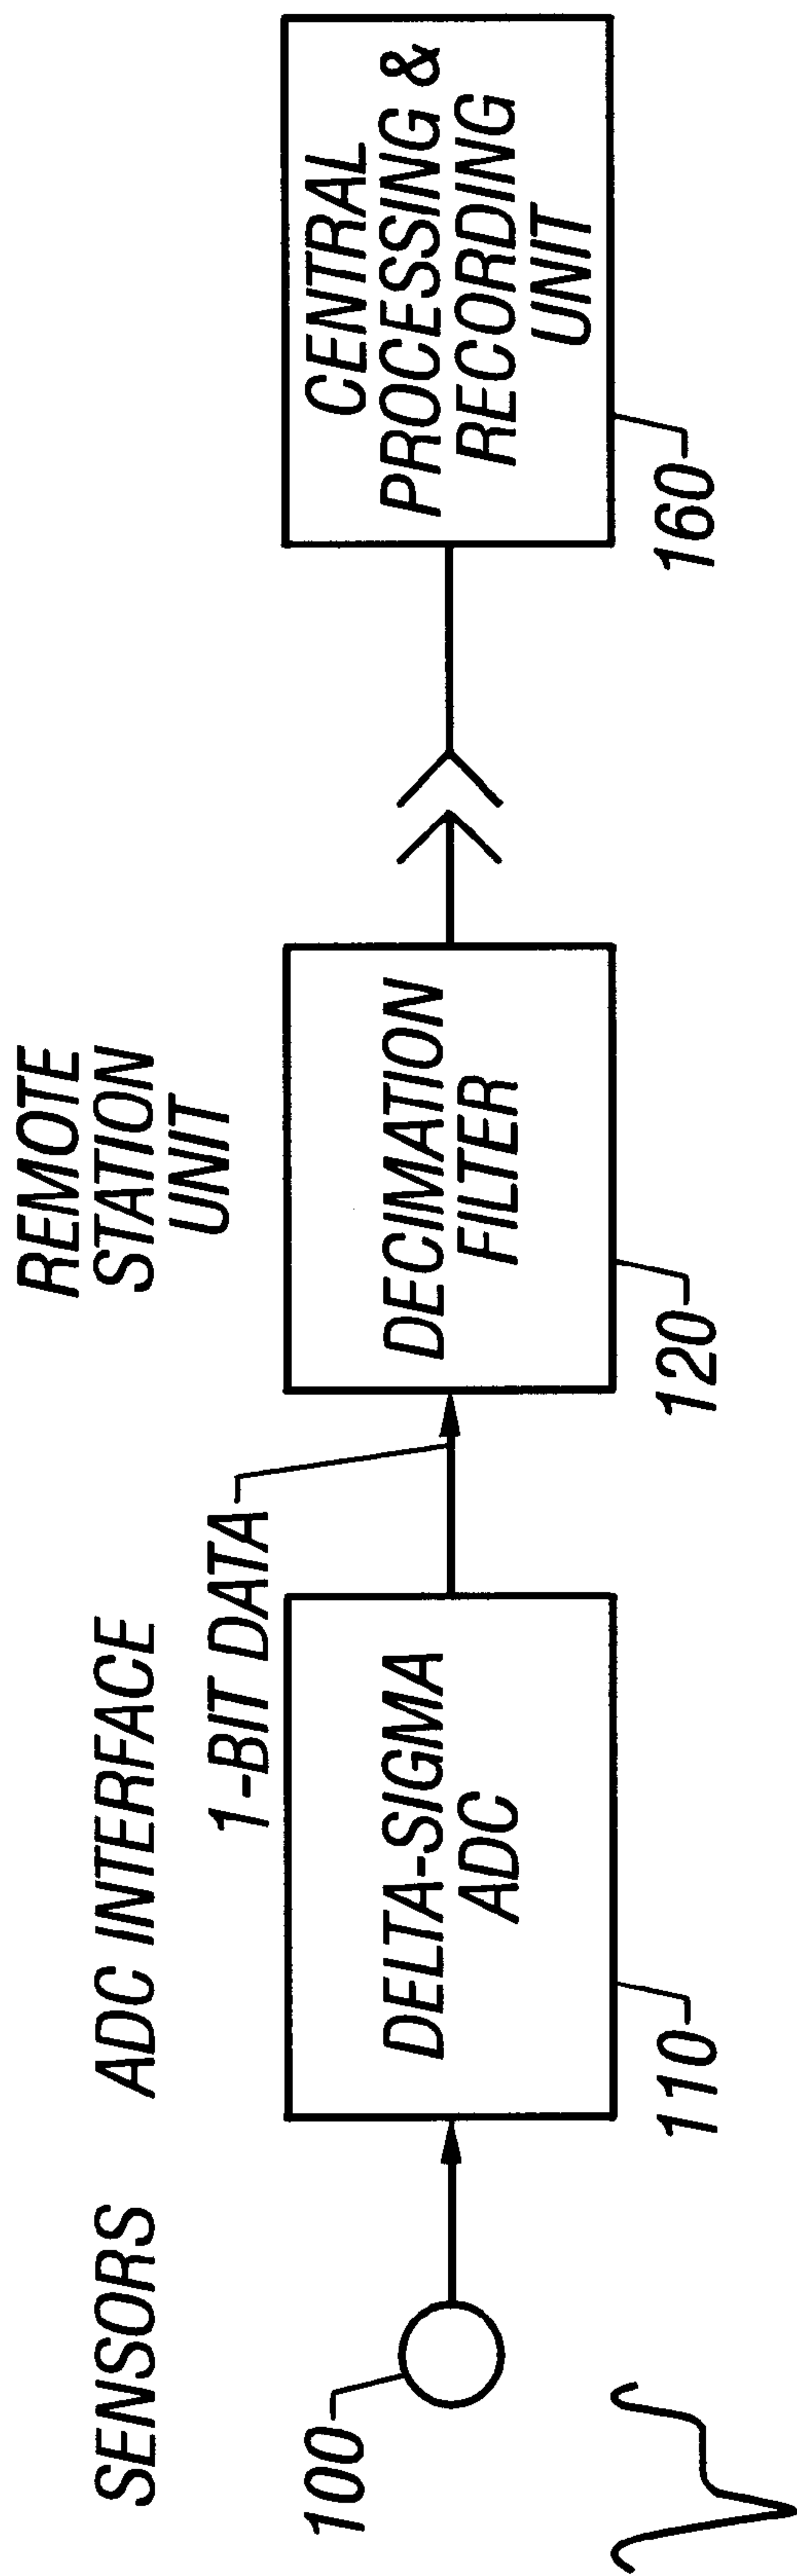 SENSORS
ADC INTERFACE
REMOTE
STATION
UNIT
1-BIT DATA
100
DELTA-SIGMA
ADC
110
DECIMATION
FILTER
120
CENTRAL
PROCESSING &
RECORDING
UNIT
160